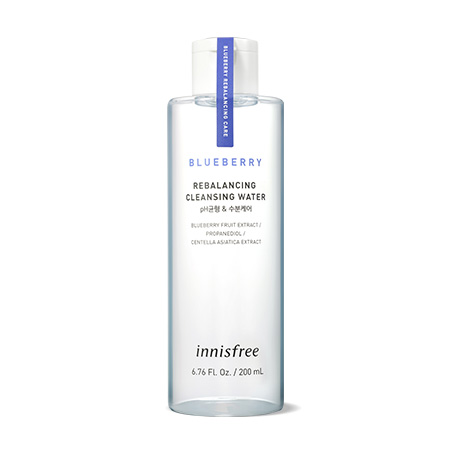 BLUEBERRY REBALANCING CARE
BLUEBERRY
REBALANCING
CLEANSING WATER
pH균형 & 수분케어
BLUEBERRY FRUIT EXTRACT/
PROPANEDIOL /
CENTELLA ASIATICA EXTRACT
innisfree
6.76 Fl. Oz. / 200 mL